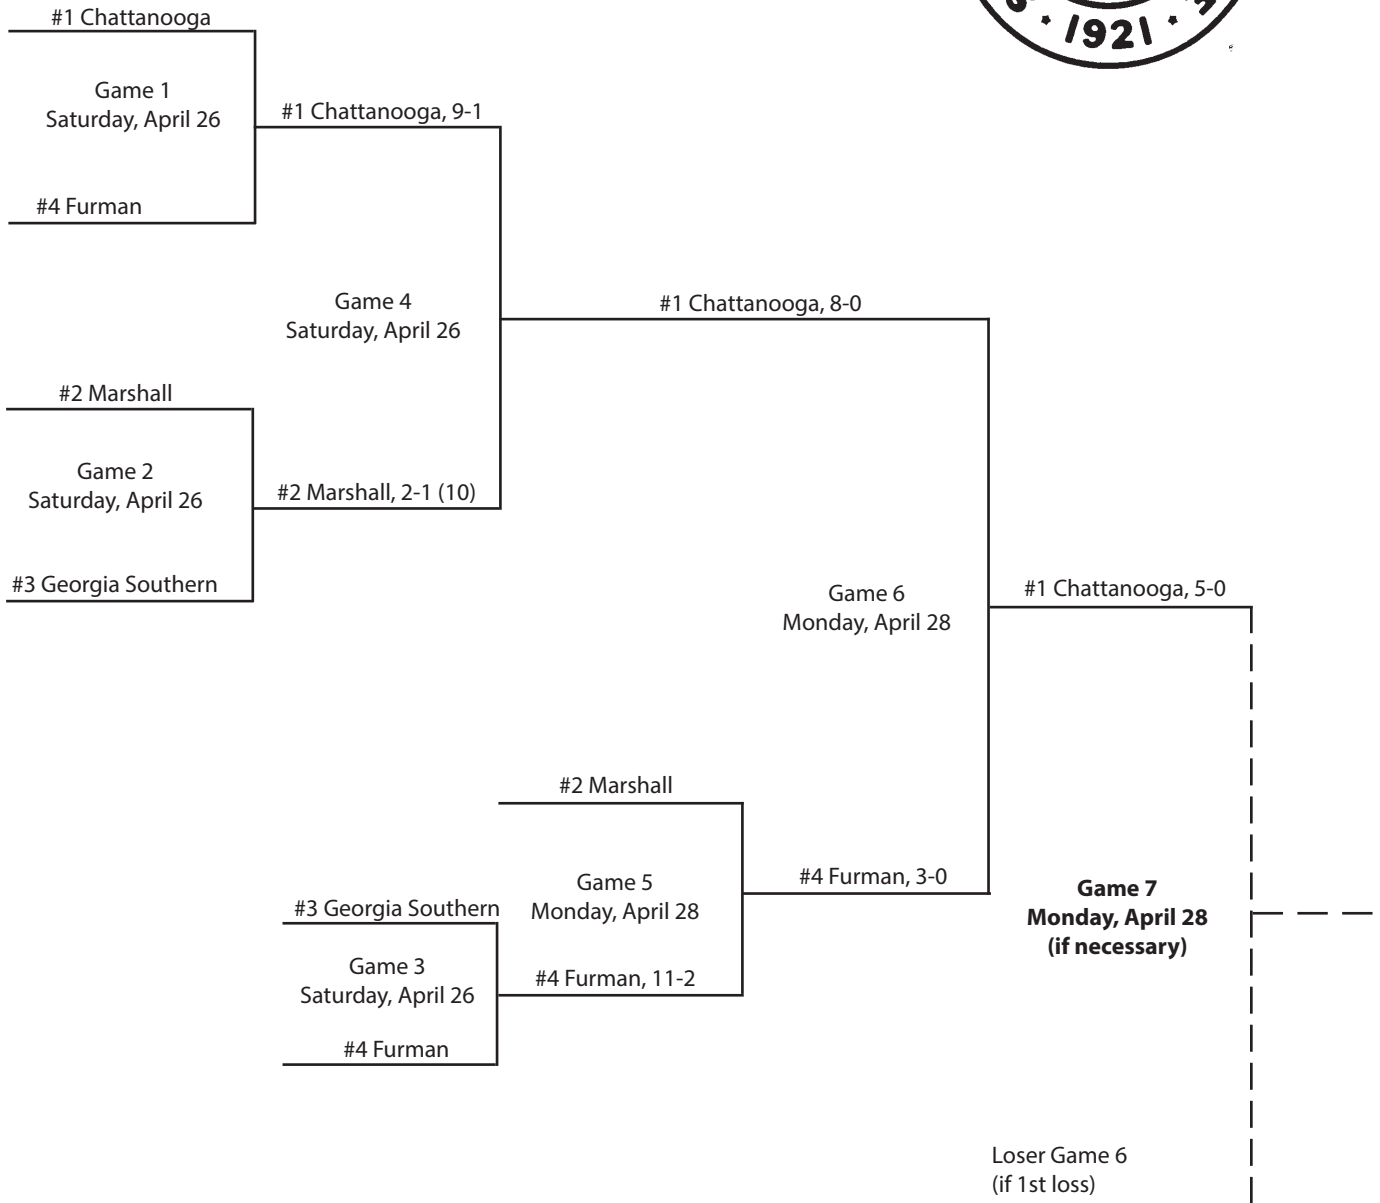 #1 Chattanooga
Game 1
Saturday, April 26
#4 Furman
#1 Chattanooga, 9-1
1921
Game 4
Saturday, April 26
#2 Marshall
Game 2
Saturday, April 26
#3 Georgia Southern
#2 Marshall, 2-1 (10)
#1 Chattanooga, 8-0
Game 6
Monday, April 28
#1 Chattanooga, 5-0
#2 Marshall
Game 5
Monday, April 28
#3 Georgia Southern
Game 3
Saturday, April 26
#4 Furman
#4 Furman, 11-2
#4 Furman, 3-0
Game 7
Monday, April 28
(if necessary)
Loser Game 6
(if 1st loss)